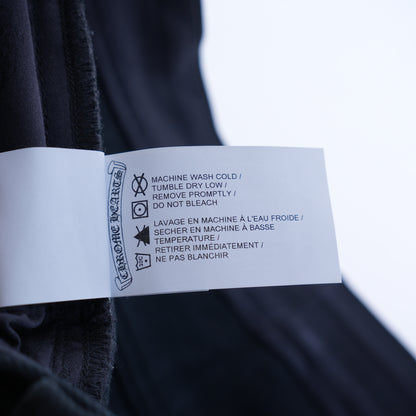 CHROME HEARTS
MACHINE WASH COLD /
TUMBLE DRY LOW /
REMOVE PROMPTLY /
DO NOT BLEACH
LAVAGE EN MACHINE À L'EAU FROIDE /
SECHER EN MACHINE À BASSE
TEMPERATURE /
RETIRER IMMÉDIATEMENT /
NE PAS BLANCHIR